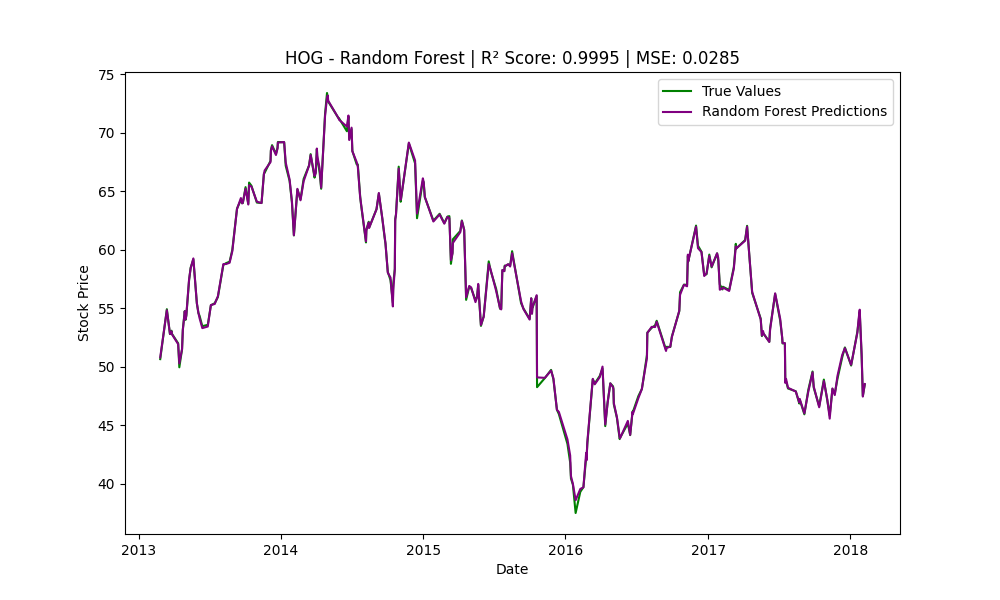 HOG - Random Forest | R² Score: 0.9995 | MSE: 0.0285
True Values
Random Forest Predictions
Stock Price
75
70
65
60
55
50
45
40
2013
2014
2015
2016
2017
2018
Date